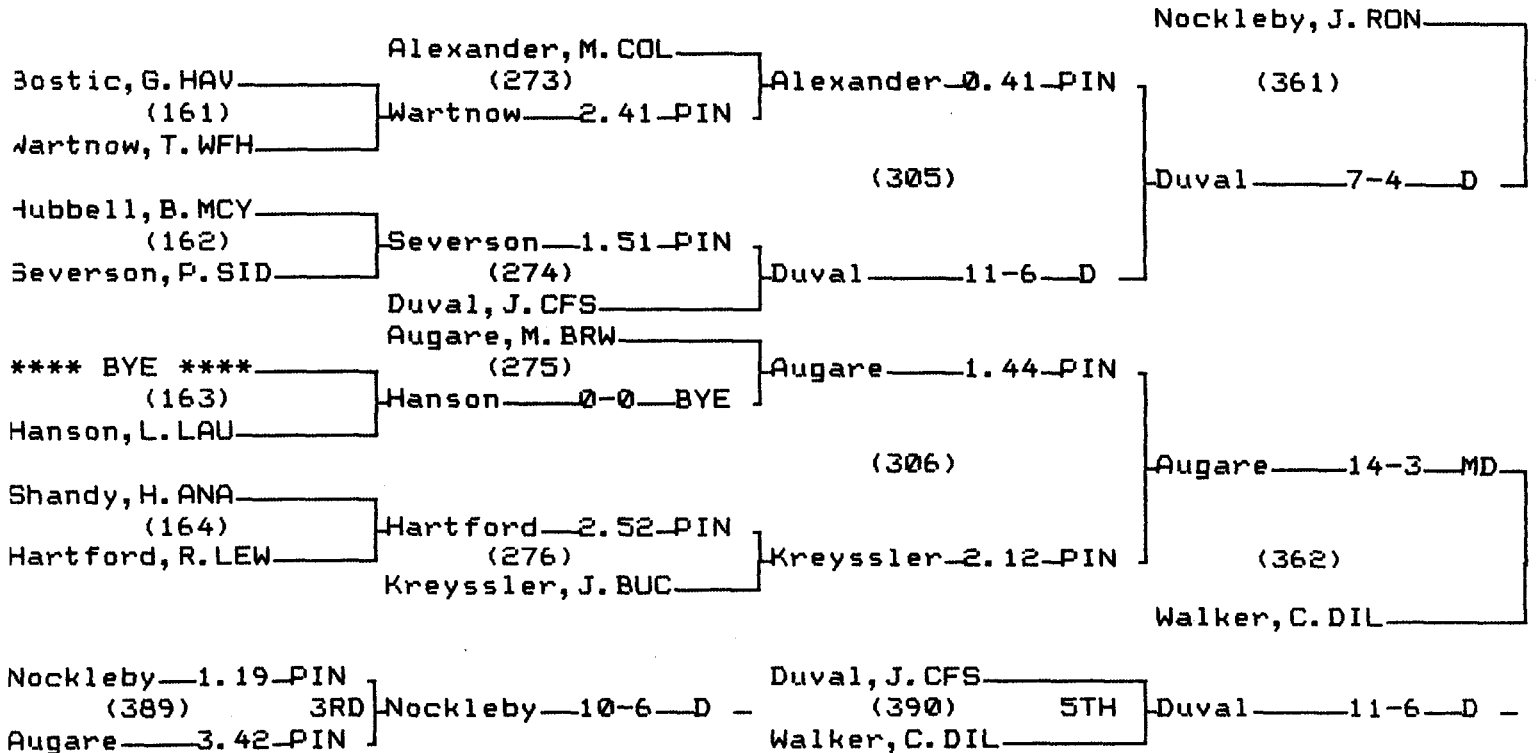 Nockleby, J. RON
Alexander, M. COL
Bostic, G. HAV (273) Alexander 0.41 PIN (361)
(161) Wartnow 2.41 PIN
Wartnow, T. WFH
(305) Duval 7-4 D
Hubbell, B. MCY
(162) Severson 1.51 PIN
Severson, P. SID (274) Duval 11-6 D
Duval, J. CFS
Augare, M. BRW
**** BYE **** (275) Augare 1.44 PIN
(163) Hanson 0-0 BYE
Hanson, L. LAU
(306) Augare 14-3 MD
Shandy, H. ANA
(164) Hartford 2.52 PIN
Hartford, R. LEW (276) Kreyssler 2.12 PIN (362)
Kreyssler, J. BUC
Walker, C. DIL
Nockleby 1.19 PIN Duval, J. CFS
(389) 3RD Nockleby 10-6 D (390) 5TH Duval 11-6 D
Augare 3.42 PIN Walker, C. DIL